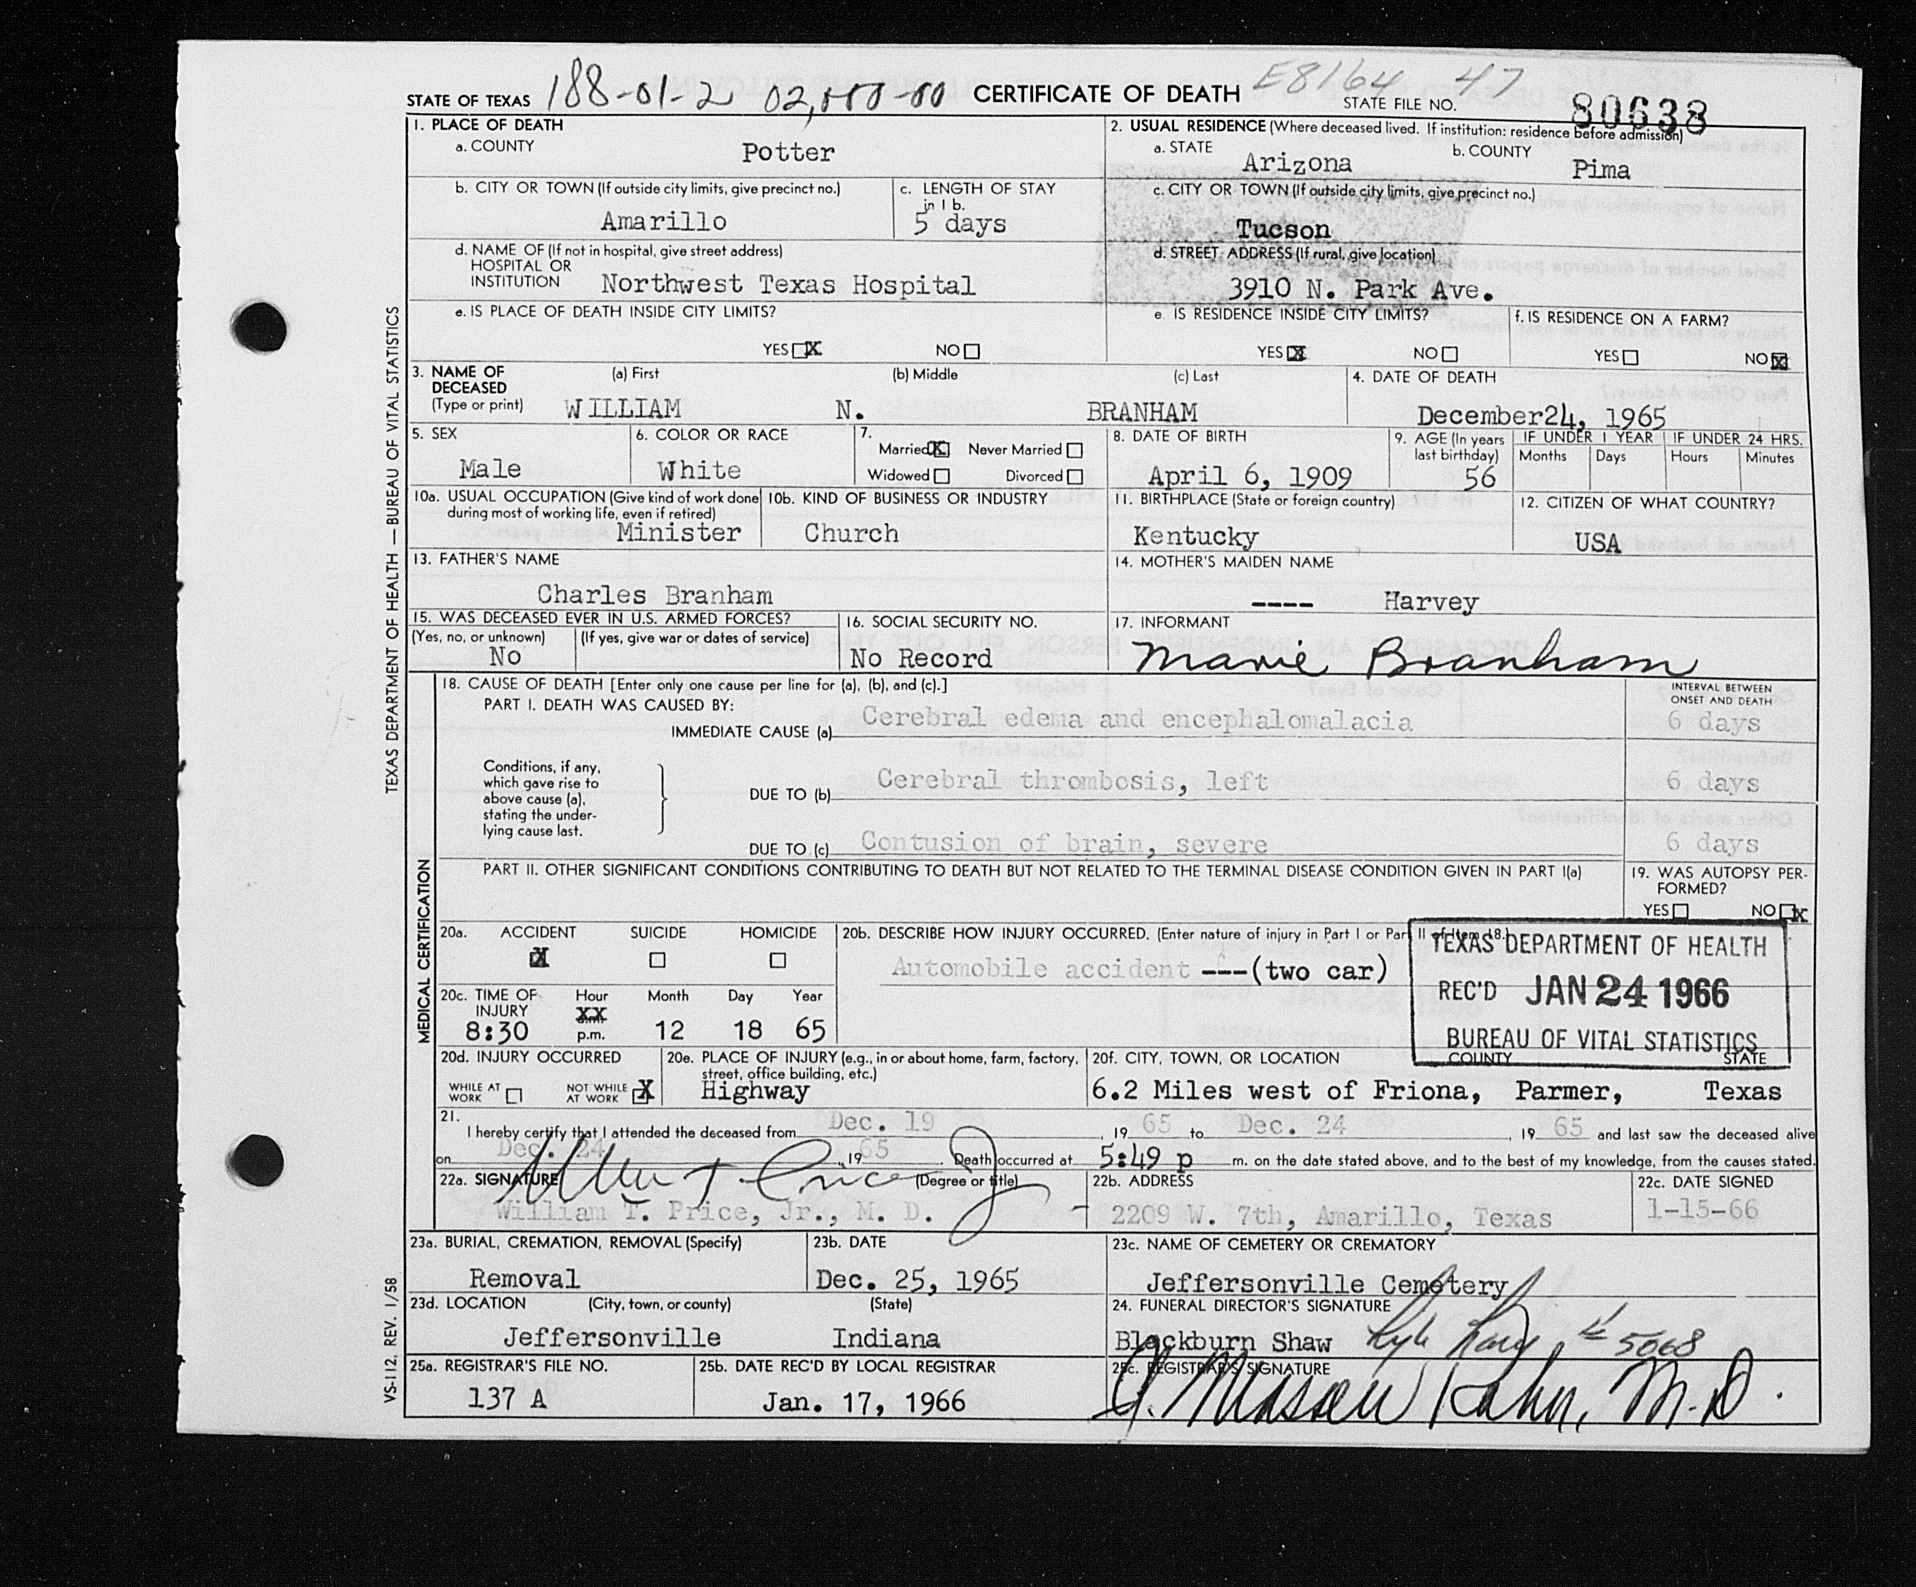 STATE OF TEXAS 188-01-2 CERTIFICATE OF DEATH E8164 47
STATE FILE NO. 80638
1. PLACE OF DEATH
a. COUNTY
Potter
2. USUAL RESIDENCE (Where deceased lived. If institution: residence before admission)
a. STATE
Arizona
b. COUNTY
Pima
b. CITY OR TOWN (If outside city limits, give precinct no.)
Amarillo
c. LENGTH OF STAY
in 1 b.
5 days
c. CITY OR TOWN (If outside city limits, give precinct no.)
Tucson
d. NAME OF (If not in hospital, give street address)
HOSPITAL OR
INSTITUTION Northwest Texas Hospital
d. STREET ADDRESS (If rural, give location)
3910 N. Park Ave.
e. IS PLACE OF DEATH INSIDE CITY LIMITS?
YES X NO
e. IS RESIDENCE INSIDE CITY LIMITS?
YES X NO
f. IS RESIDENCE ON A FARM?
YES NO X
3. NAME OF
DECEASED
(Type or print)
(a) First
WILLIAM
(b) Middle
N.
(c) Last
BRANHAM
4. DATE OF DEATH
December24, 1965
5. SEX
Male
6. COLOR OR RACE
White
7.
Married X Never Married
Widowed Divorced
8. DATE OF BIRTH
April 6, 1909
9. AGE (In years
last birthday)
56
IF UNDER 1 YEAR
Months Days
IF UNDER 24 HRS.
Hours Minutes
10a. USUAL OCCUPATION (Give kind of work done
during most of working life, even if retired)
Minister
10b. KIND OF BUSINESS OR INDUSTRY
Church
11. BIRTHPLACE (State or foreign country)
Kentucky
12. CITIZEN OF WHAT COUNTRY?
USA
13. FATHER'S NAME
Charles Branham
14. MOTHER'S MAIDEN NAME
---- Harvey
15. WAS DECEASED EVER IN U.S. ARMED FORCES?
(Yes, no, or unknown)
No
(If yes, give war or dates of service)
16. SOCIAL SECURITY NO.
No Record
17. INFORMANT
Marie Branham
18. CAUSE OF DEATH [Enter only one cause per line for (a), (b), and (c).]
PART I. DEATH WAS CAUSED BY:
IMMEDIATE CAUSE (a) Cerebral edema and encephalomalacia
INTERVAL BETWEEN
ONSET AND DEATH
6 days
Conditions, if any,
which gave rise to
above cause (a),
stating the under-
lying cause last.
DUE TO (b) Cerebral thrombosis, left
6 days
DUE TO (c) Contusion of brain, severe
6 days
PART II. OTHER SIGNIFICANT CONDITIONS CONTRIBUTING TO DEATH BUT NOT RELATED TO THE TERMINAL DISEASE CONDITION GIVEN IN PART I(a)
19. WAS AUTOPSY PER-
FORMED?
YES NO X
20a. ACCIDENT SUICIDE HOMICIDE
X
20b. DESCRIBE HOW INJURY OCCURRED. (Enter nature of injury in Part I or Part II of Item 18.)
Automobile accident ---(two car)
TEXAS DEPARTMENT OF HEALTH
REC'D JAN 24 1966
BUREAU OF VITAL STATISTICS
20c. TIME OF
INJURY
Hour Month Day Year
XX
8:30 p.m. 12 18 65
20d. INJURY OCCURRED
WHILE AT
WORK
NOT WHILE
AT WORK X
20e. PLACE OF INJURY (e.g., in or about home, farm, factory,
street, office building, etc.)
Highway
20f. CITY, TOWN, OR LOCATION COUNTY STATE
6.2 Miles west of Friona, Parmer, Texas
21.
I hereby certify that I attended the deceased from Dec. 19, 19 65 to Dec. 24, 19 65 and last saw the deceased alive
on Dec. 24, 19 65. Death occurred at 5:49 p m. on the date stated above, and to the best of my knowledge, from the causes stated.
22a. SIGNATURE (Degree or title)
William T. Price, Jr., M. D.
22b. ADDRESS
2209 W. 7th, Amarillo, Texas
22c. DATE SIGNED
1-15-66
23a. BURIAL, CREMATION, REMOVAL (Specify)
Removal
23b. DATE
Dec. 25, 1965
23c. NAME OF CEMETERY OR CREMATORY
Jeffersonville Cemetery
23d. LOCATION (City, town, or county) (State)
Jeffersonville Indiana
24. FUNERAL DIRECTOR'S SIGNATURE
Blackburn Shaw 5068
25a. REGISTRAR'S FILE NO.
137 A
25b. DATE REC'D BY LOCAL REGISTRAR
Jan. 17, 1966
25c. REGISTRAR'S SIGNATURE
J. Mason Kahn, M.D.
TEXAS DEPARTMENT OF HEALTH — BUREAU OF VITAL STATISTICS
MEDICAL CERTIFICATION
VS-112, REV. 1/58